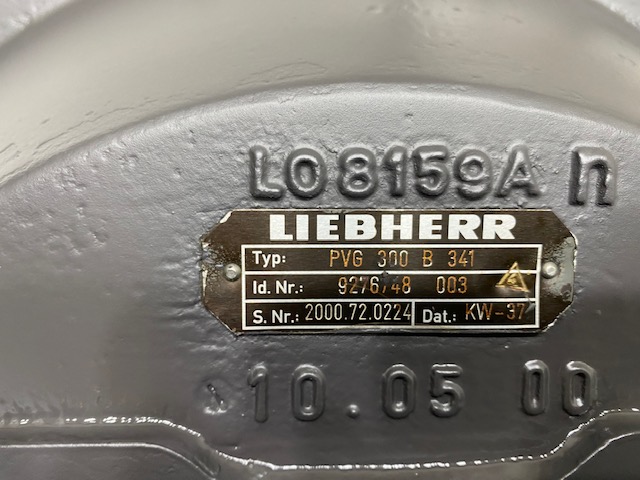 L08159A n
LIEBHERR
Typ: PVG 300 B 341
Id. Nr.: 9276748 003
S. Nr.: 2000.72.0224 Dat.: KW-37
10.05 00